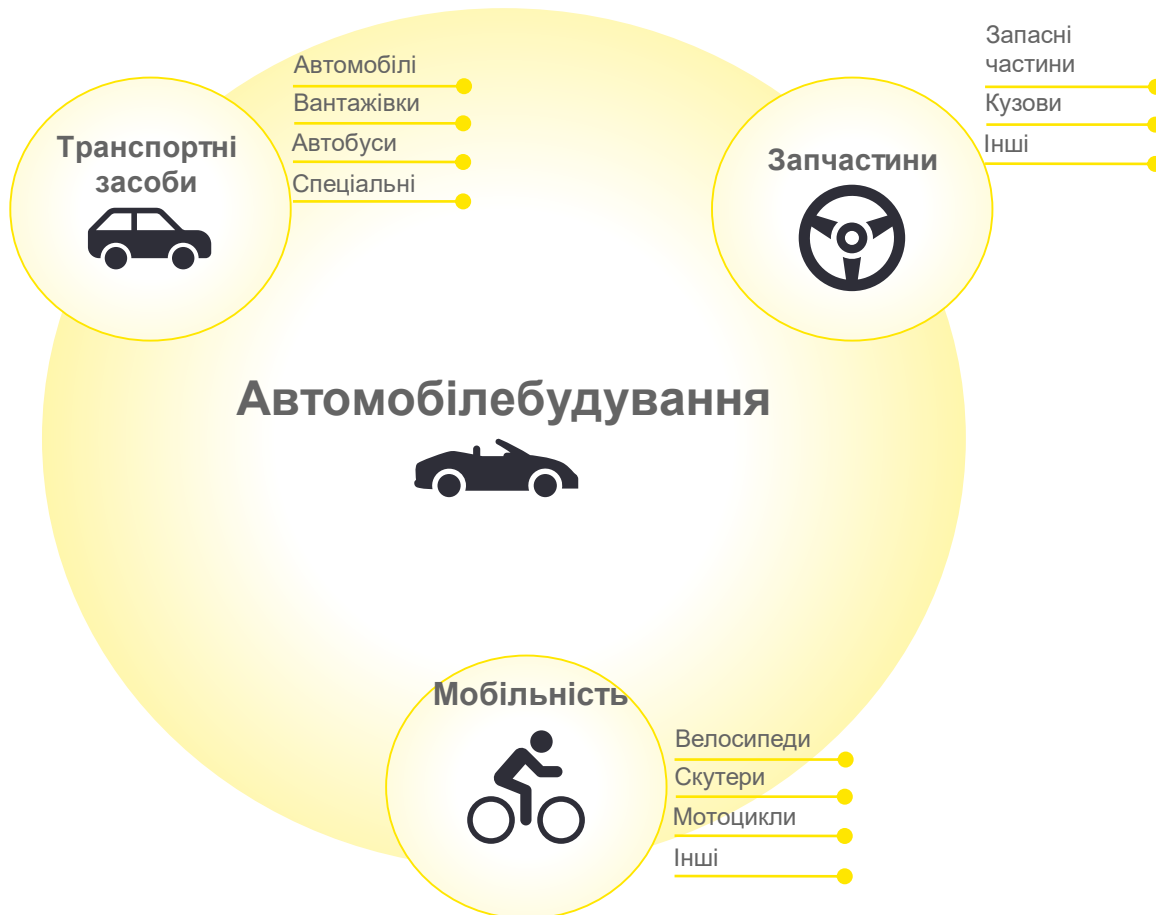 Транспортні
засоби
Автомобілі
Вантажівки
Автобуси
Спеціальні
Запчастини
Запасні
частини
Кузови
Інші
Автомобілебудування
Мобільність
Велосипеди
Скутери
Мотоцикли
Інші